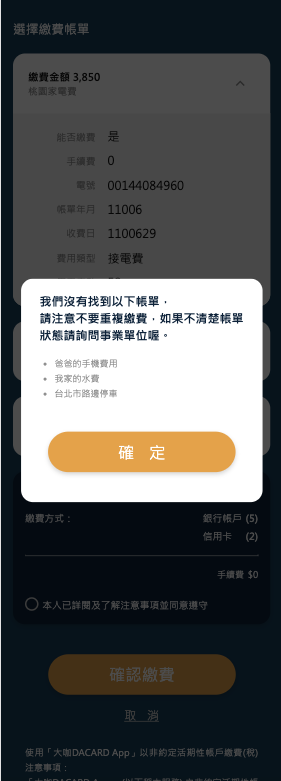 選擇繳費帳單
繳費金額 3,850
桃園家電費
能否繳費 是
手續費 0
電號 00144084960
帳單年月 11006
收費日 1100629
費用類型 接電費
我們沒有找到以下帳單，
請注意不要重複繳費，如果不清楚帳單
狀態請詢問事業單位喔。
• 爸爸的手機費用
• 我家的水費
• 台北市路邊停車
確 定
繳費方式： 銀行帳戶 (5)
信用卡 (2)
手續費 $0
本人已詳閱及了解注意事項並同意遵守
確認繳費
取 消
使用「大咖DACARD App」以非約定活期性帳戶繳費(稅)
注意事項：